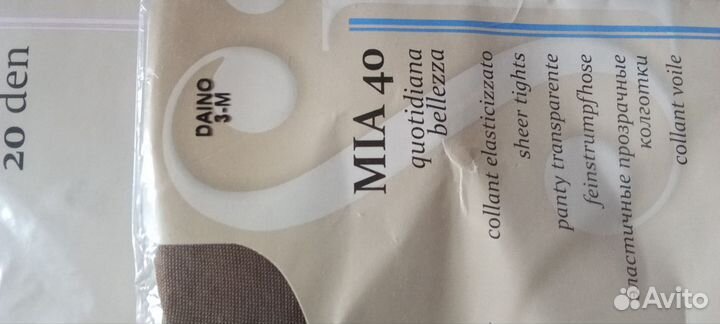 20 den
DAINO
3-M
MIA 40
quotidiana
bellezza
collant elasticizzato
sheer tights
panty transparente
feinstrumpfhose
эластичные прозрачные
колготки
collant voile
Avito